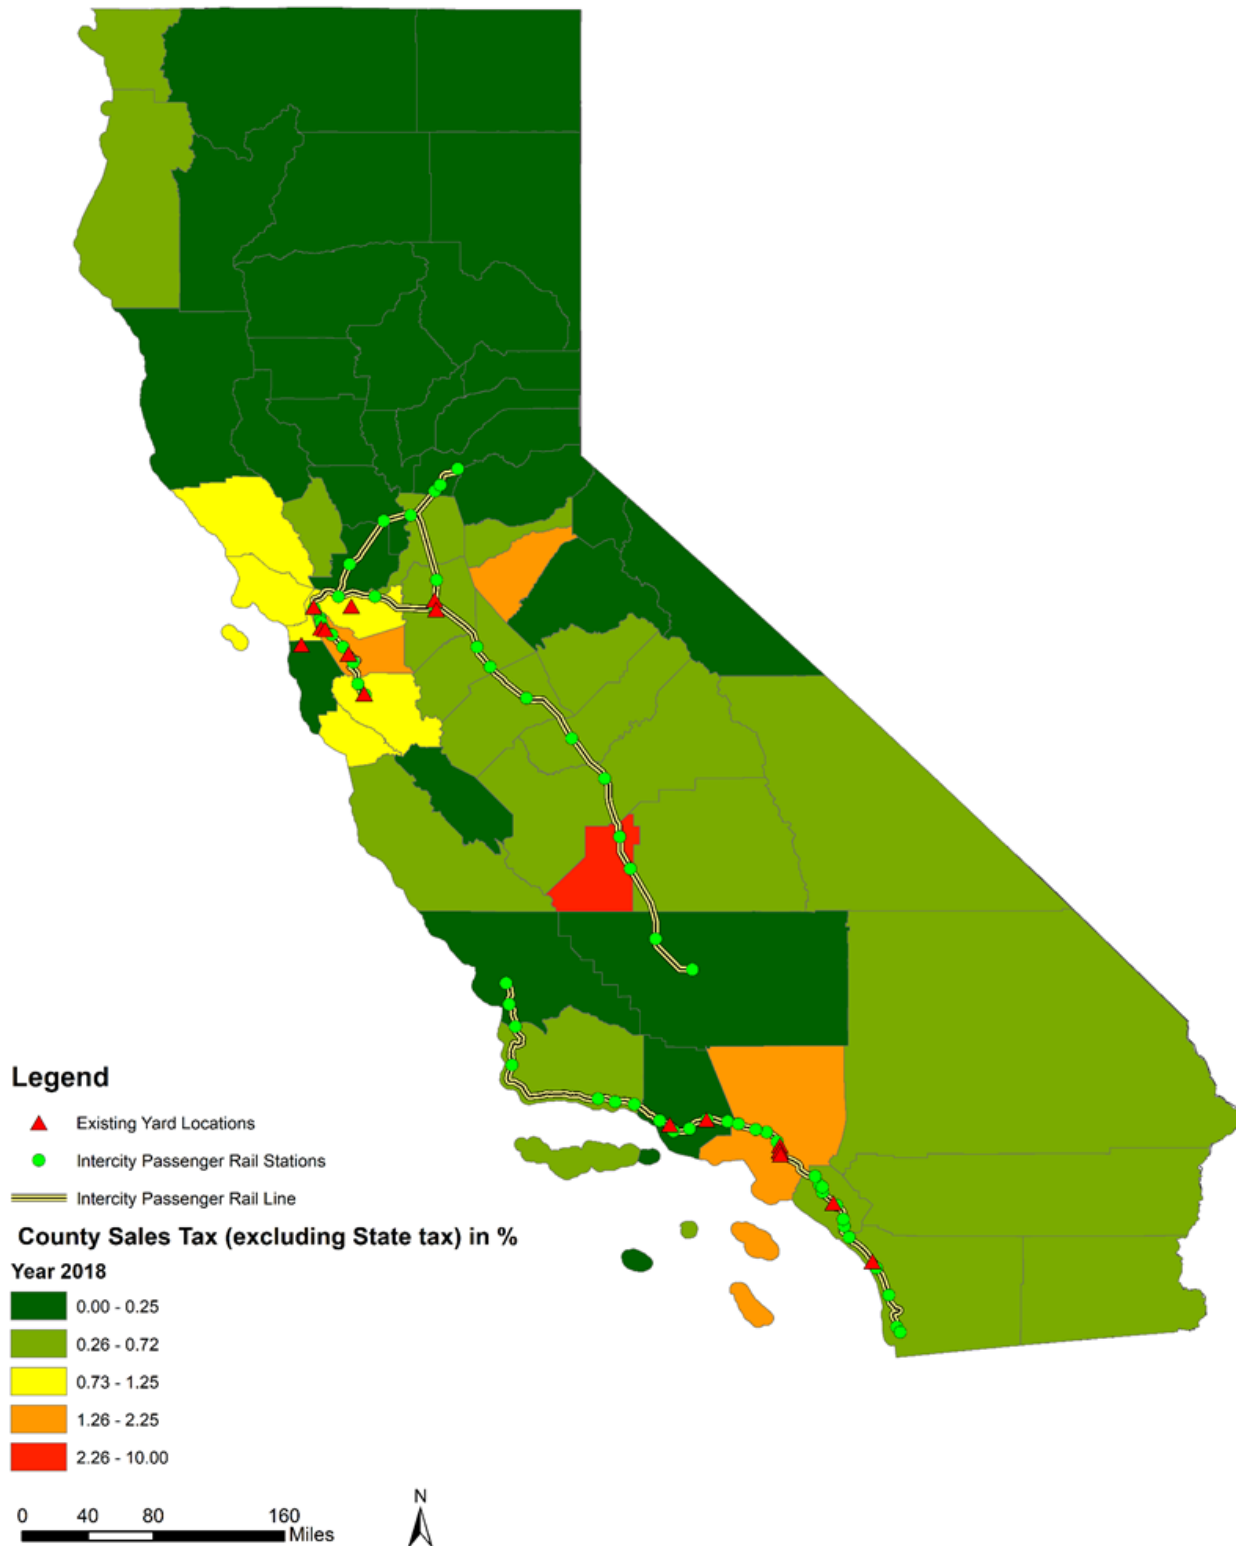 Legend
Existing Yard Locations
Intercity Passenger Rail Stations
Intercity Passenger Rail Line
County Sales Tax (excluding State tax) in %
Year 2018
0.00 - 0.25
0.26 - 0.72
0.73 - 1.25
1.26 - 2.25
2.26 - 10.00
0 40 80 160
Miles
N